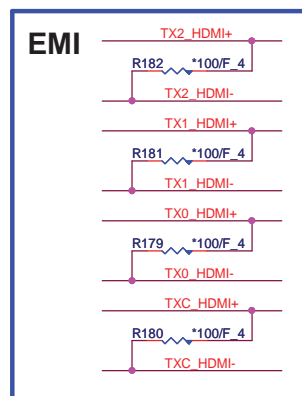 EMI
TX2_HDMI+
R182 *100/F_4
TX2_HDMI-
TX1_HDMI+
R181 *100/F_4
TX1_HDMI-
TX0_HDMI+
R179 *100/F_4
TX0_HDMI-
TXC_HDMI+
R180 *100/F_4
TXC_HDMI-